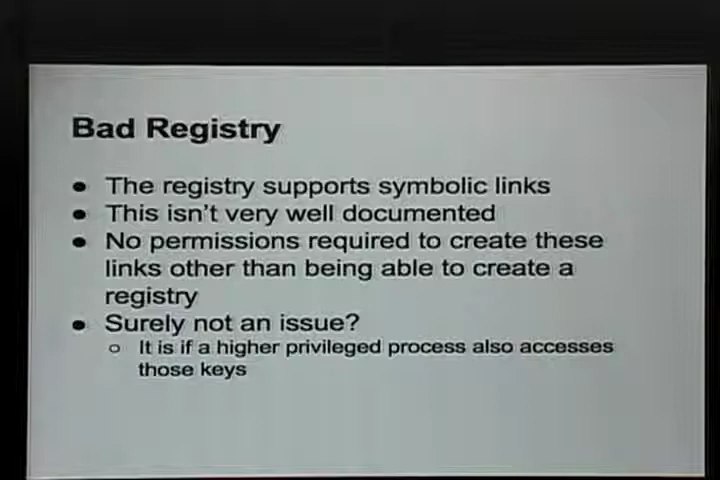 Bad Registry
● The registry supports symbolic links
● This isn't very well documented
● No permissions required to create these
links other than being able to create a
registry
● Surely not an issue?
○ It is if a higher privileged process also accesses
those keys